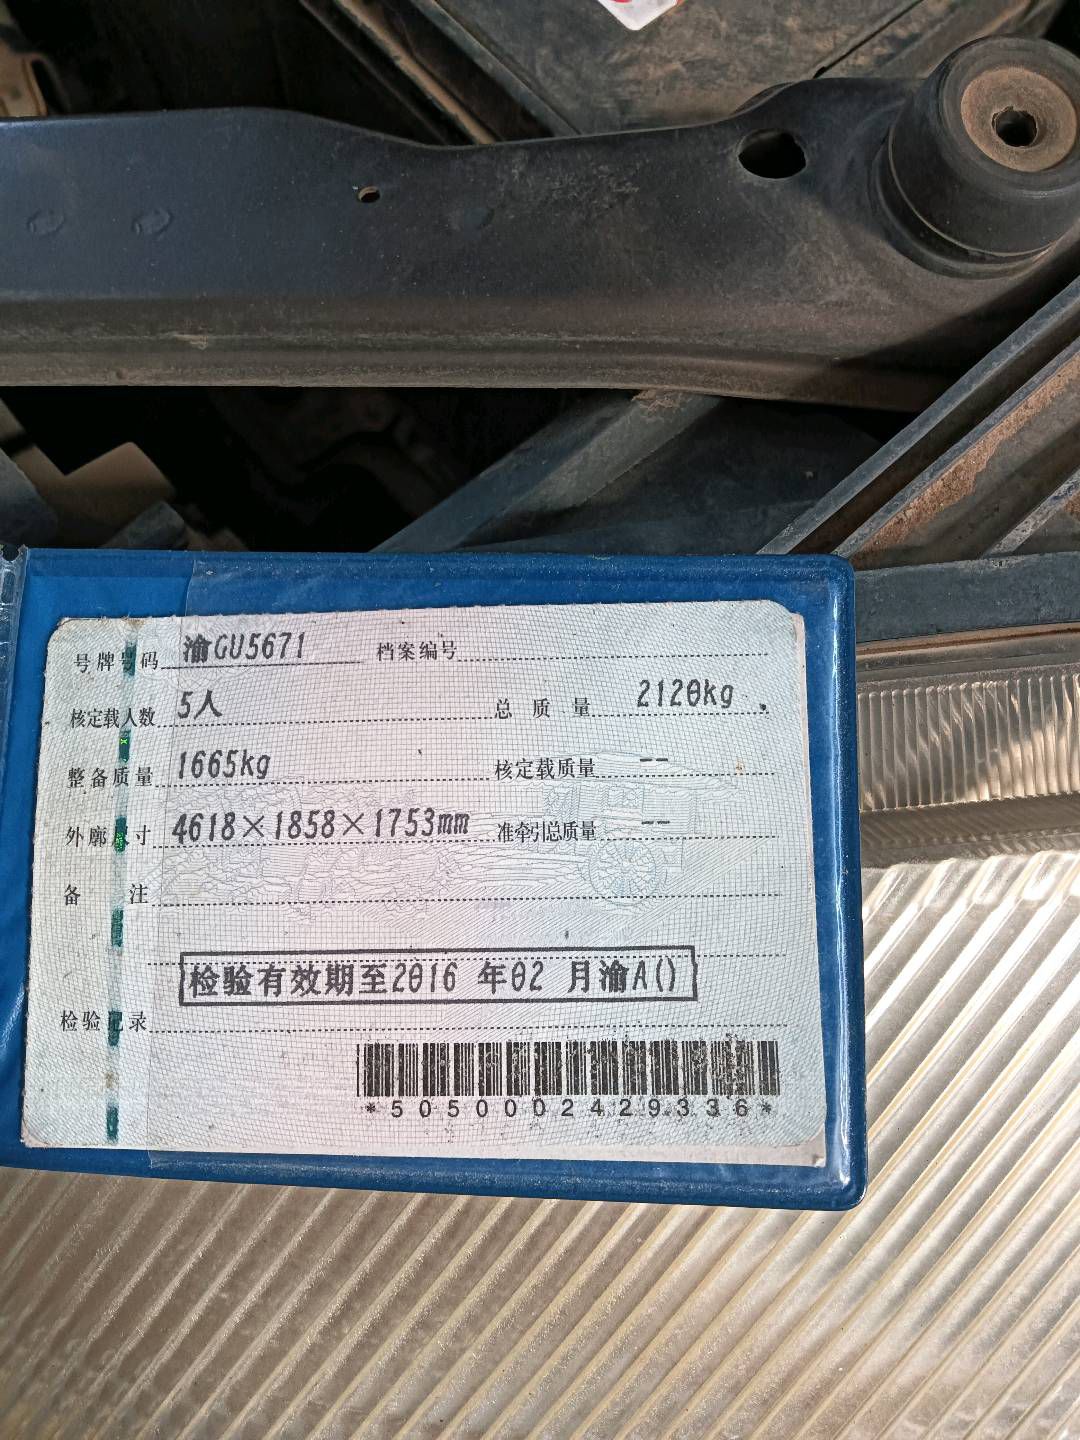 号牌号码 渝GU5671 档案编号
核定载人数 5人 总质量 2120kg
整备质量 1665kg 核定载质量 --
外廓尺寸 4618×1858×1753mm 准牵引总质量 --
备注
检验有效期至2016 年02 月渝A()
检验记录
*5050002429336*